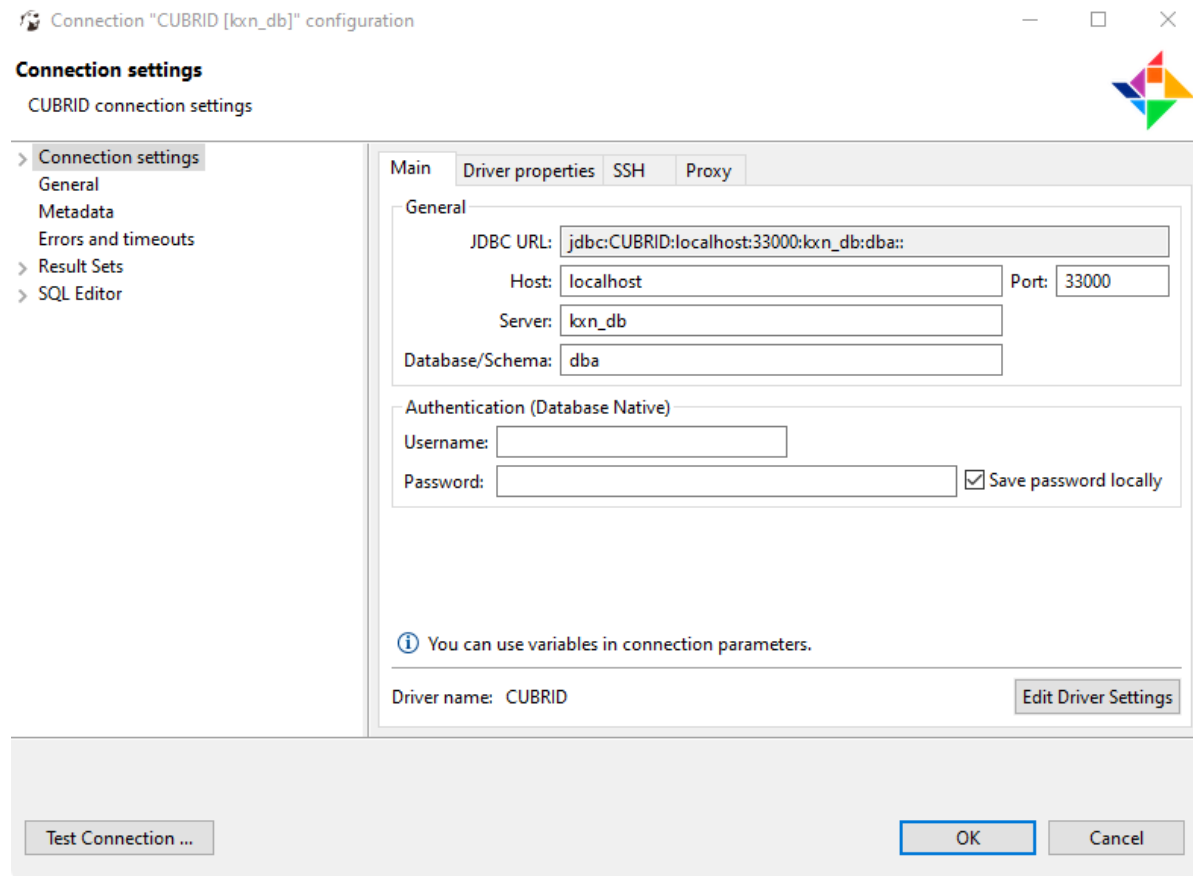 Connection "CUBRID [kxn_db]" configuration
Connection settings
CUBRID connection settings
Connection settings
General
Metadata
Errors and timeouts
Result Sets
SQL Editor
Main Driver properties SSH Proxy
General
JDBC URL: jdbc:CUBRID:localhost:33000:kxn_db:dba::
Host: localhost Port: 33000
Server: kxn_db
Database/Schema: dba
Authentication (Database Native)
Username:
Password: Save password locally
You can use variables in connection parameters.
Driver name: CUBRID Edit Driver Settings
Test Connection ... OK Cancel